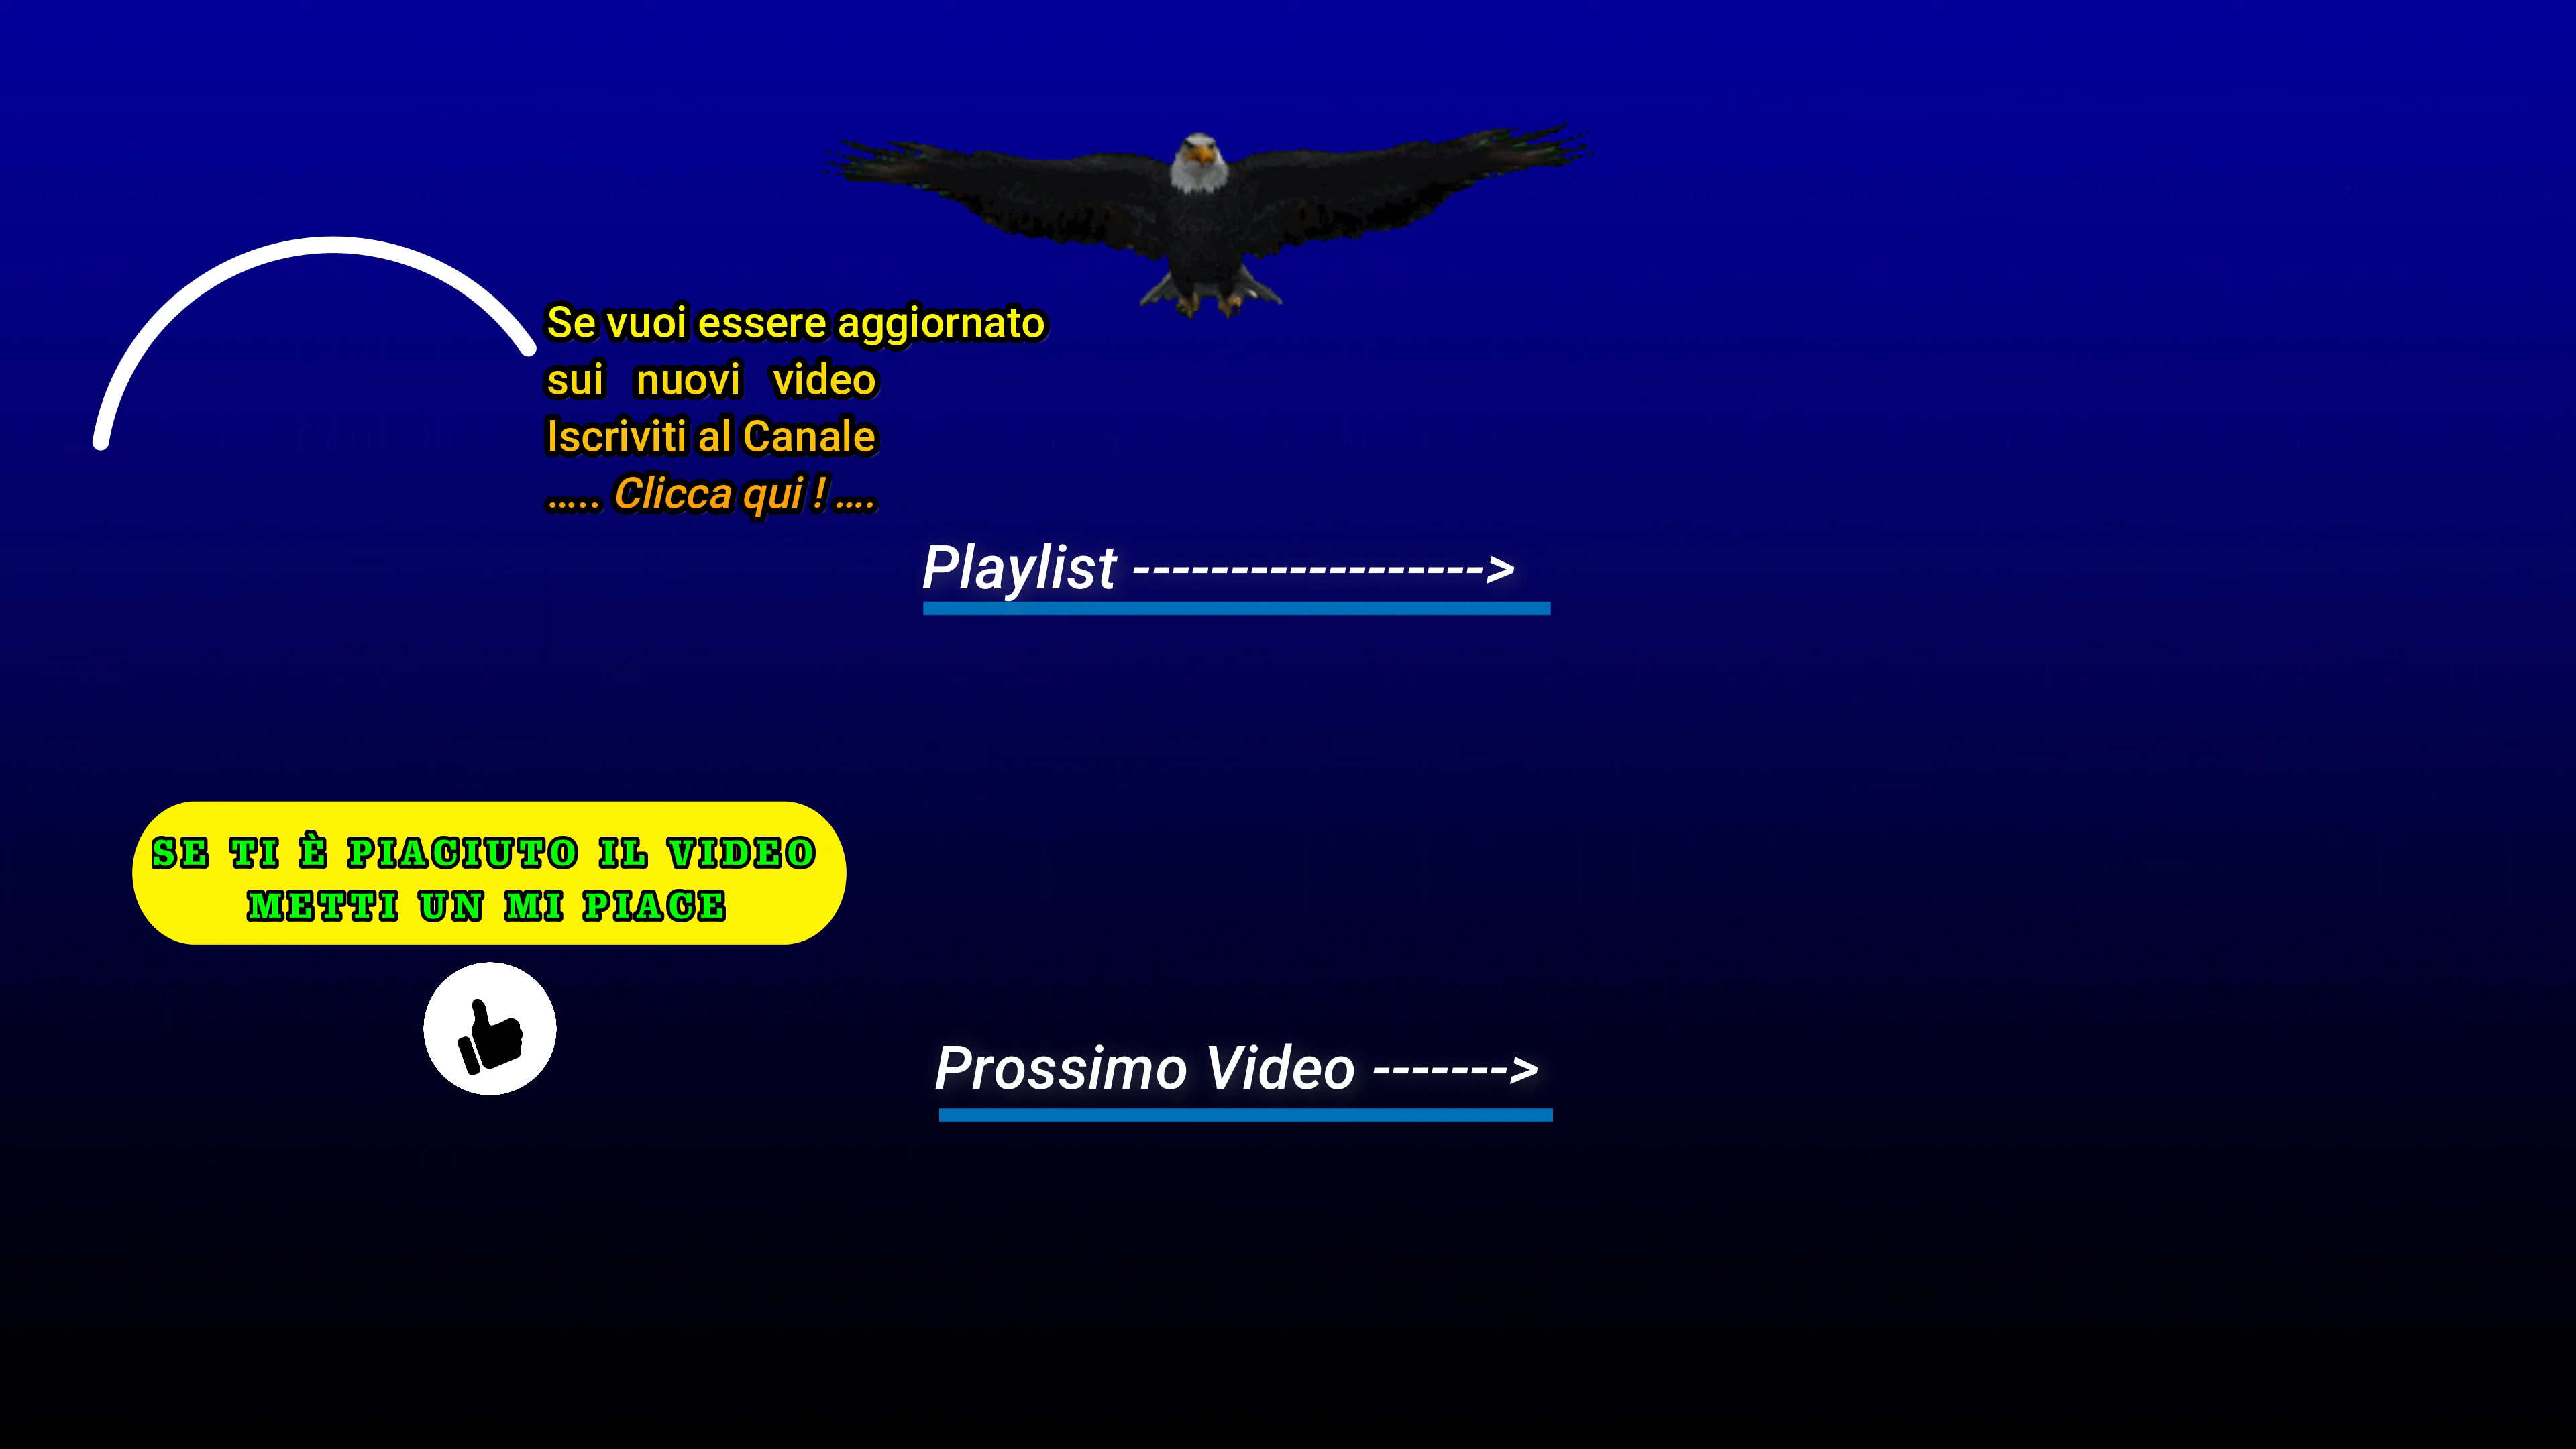 Se vuoi essere aggiornato
sui nuovi video
Iscriviti al Canale
..... Clicca qui ! ....
Playlist ------------------>
SE TI È PIACIUTO IL VIDEO
METTI UN MI PIACE
Prossimo Video ------->